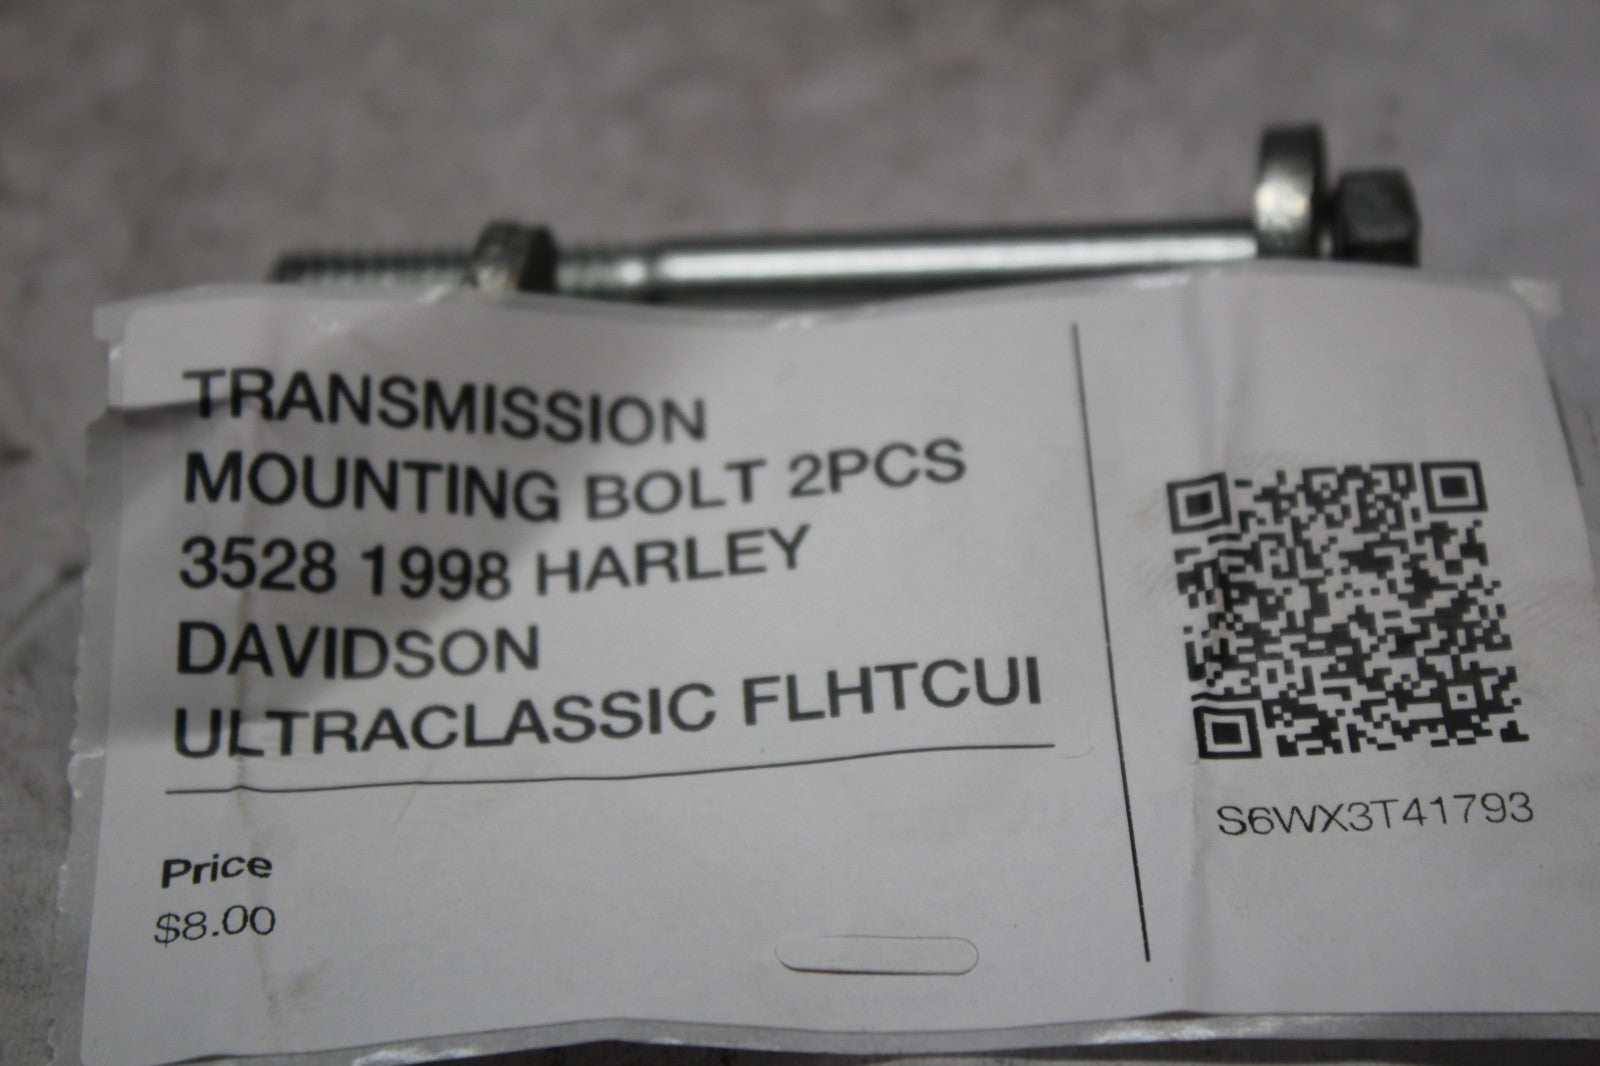 TRANSMISSION
MOUNTING BOLT 2PCS
3528 1998 HARLEY
DAVIDSON
ULTRACLASSIC FLHTCUI
Price
$8.00
S6WX3T41793